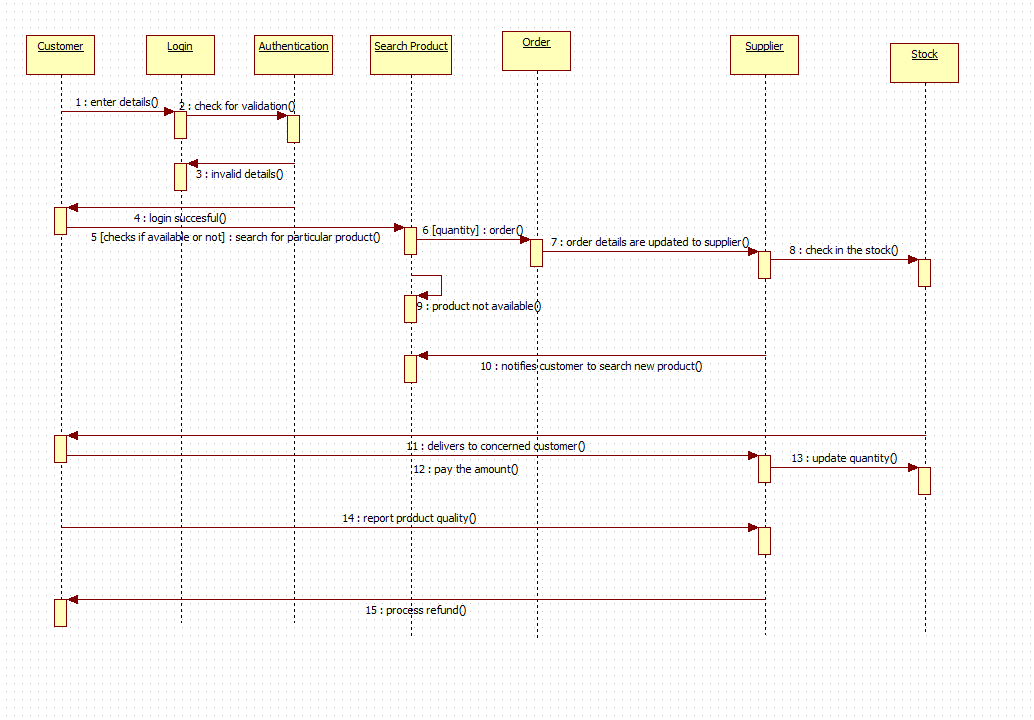 Customer
Login
Authentication
Search Product
Order
Supplier
Stock
1 : enter details()
2 : check for validation()
3 : invalid details()
4 : login succesful()
5 [checks if available or not] : search for particular product()
6 [quantity] : order()
7 : order details are updated to supplier()
8 : check in the stock()
9 : product not available()
10 : notifies customer to search new product()
11 : delivers to concerned customer()
12 : pay the amount()
13 : update quantity()
14 : report product quality()
15 : process refund()